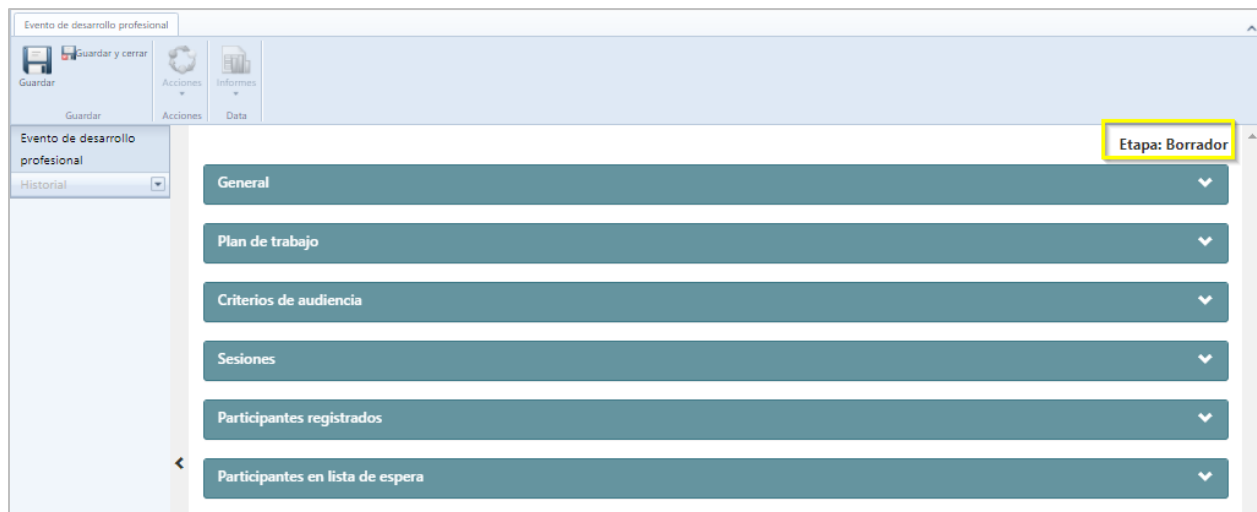 Evento de desarrollo profesional
Guardar y cerrar
Guardar
Acciones
Informes
Guardar
Acciones
Data
Evento de desarrollo
profesional
Historial
Etapa: Borrador
General
Plan de trabajo
Criterios de audiencia
Sesiones
Participantes registrados
Participantes en lista de espera